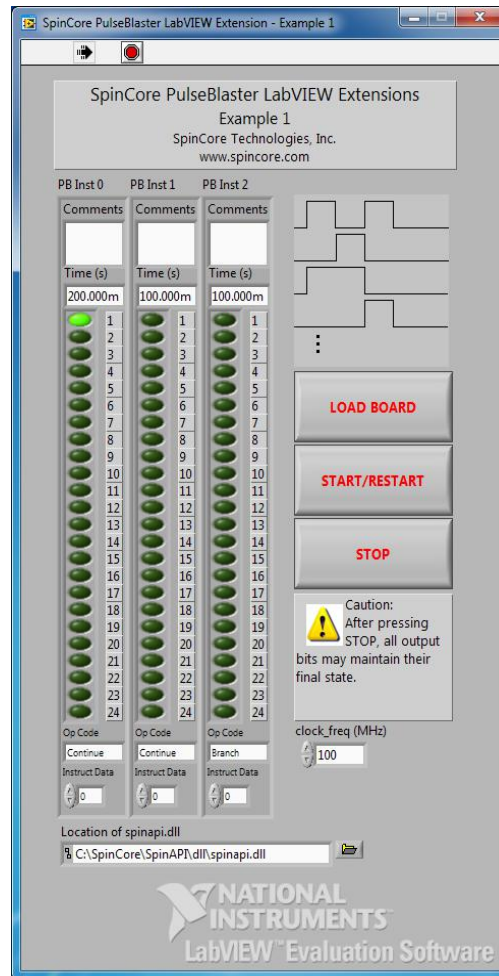 SpinCore PulseBlaster LabVIEW Extension - Example 1
SpinCore PulseBlaster LabVIEW Extensions
Example 1
SpinCore Technologies, Inc.
www.spincore.com
PB Inst 0 PB Inst 1 PB Inst 2
Comments Comments Comments
Time (s) Time (s) Time (s)
200.000m 100.000m 100.000m
1 1 1
2 2 2
3 3 3
4 4 4
5 5 5
6 6 6
7 7 7
8 8 8
9 9 9
10 10 10
11 11 11
12 12 12
13 13 13
14 14 14
15 15 15
16 16 16
17 17 17
18 18 18
19 19 19
20 20 20
21 21 21
22 22 22
23 23 23
24 24 24
Op Code Op Code Op Code
Continue Continue Branch
Instruct Data Instruct Data Instruct Data
0 0 0
LOAD BOARD
START/RESTART
STOP
Caution:
After pressing
STOP, all output
bits may maintain their
final state.
clock_freq (MHz)
100
Location of spinapi.dll
C:\SpinCore\SpinAPI\dll\spinapi.dll
NATIONAL
INSTRUMENTS
LabVIEW™ Evaluation Software